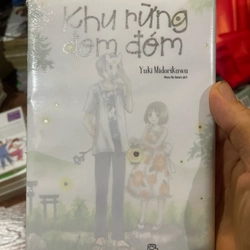 Khu rừng
đom đóm
Yuki Midorikawa